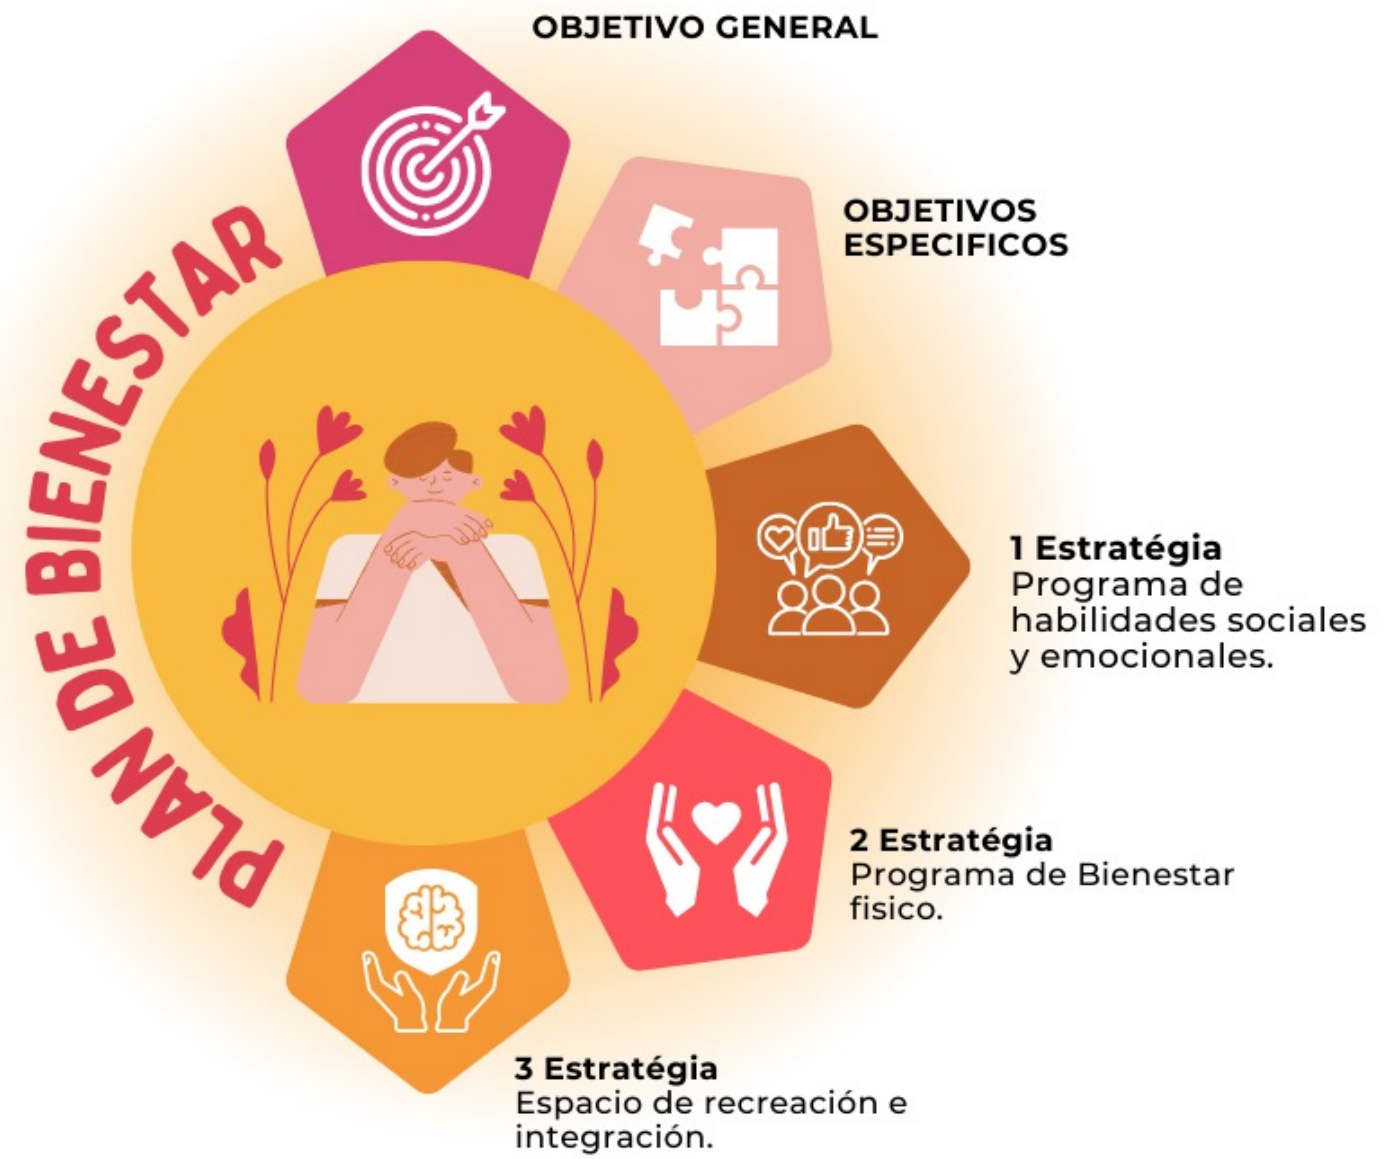 OBJETIVO GENERAL
OBJETIVOS
ESPECIFICOS
PLAN DE BIENESTAR
1 Estratégia
Programa de
habilidades sociales
y emocionales.
2 Estratégia
Programa de Bienestar
fisico.
3 Estratégia
Espacio de recreación e
integración.